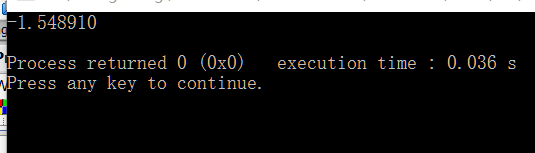 -1.548910
Process returned 0 (0x0)   execution time : 0.036 s
Press any key to continue.